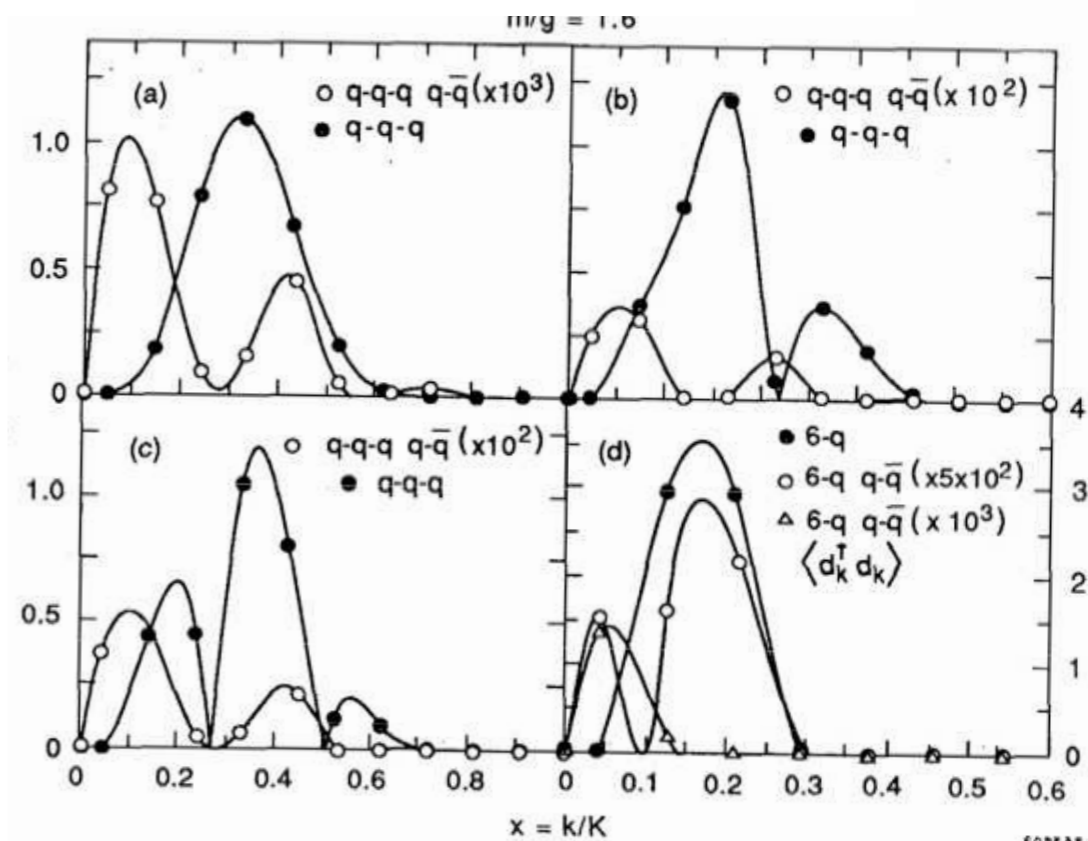 m/g = 1.6
(a)
q-q-q q-q̅ (x10³)
q-q-q
(b)
q-q-q q-q̅ (x 10²)
q-q-q
1.0
0.5
0
(c)
q-q-q q-q̅ (x10²)
q-q-q
(d)
6-q
6-q q-q̅ (x5x10²)
6-q q-q̅ (x 10³)
⟨d†k dk⟩
1.0
0.5
0
4
3
2
1
0
0 0.2 0.4 0.6 0.8 0 0.1 0.2 0.3 0.4 0.5 0.6
x = k/K